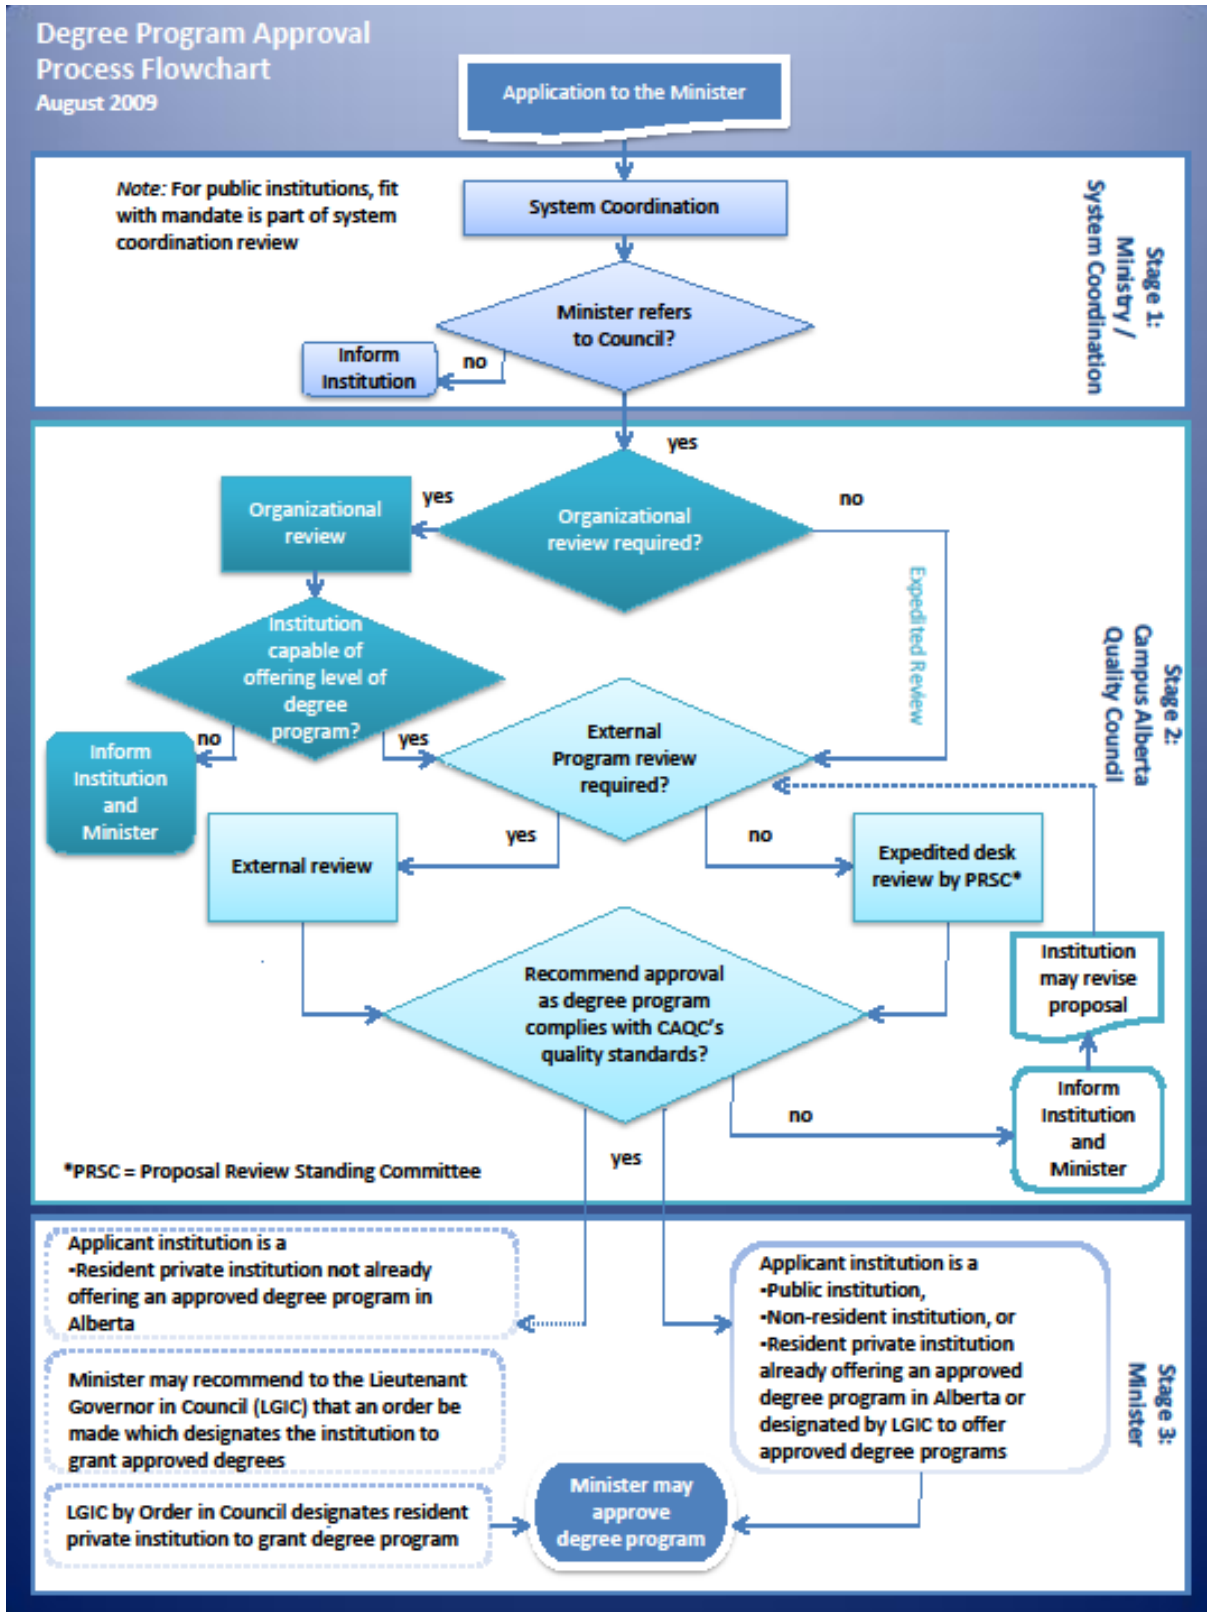 Degree Program Approval
Process Flowchart
August 2009
Application to the Minister
Note: For public institutions, fit
with mandate is part of system
coordination review
System Coordination
Stage 1:
Ministry /
System Coordination
Minister refers
to Council?
no
Inform
Institution
yes
Organizational
review required?
yes
Organizational
review
no
Expedited Review
Stage 2:
Campus Alberta
Quality Council
Institution
capable of
offering level of
degree
program?
no
Inform
Institution
and
Minister
yes
External
Program review
required?
yes
External review
no
Expedited desk
review by PRSC*
Recommend approval
as degree program
complies with CAQC's
quality standards?
Institution
may revise
proposal
no
Inform
Institution
and
Minister
yes
*PRSC = Proposal Review Standing Committee
Applicant institution is a
•Resident private institution not already
offering an approved degree program in
Alberta
Minister may recommend to the Lieutenant
Governor in Council (LGIC) that an order be
made which designates the institution to
grant approved degrees
LGIC by Order in Council designates resident
private institution to grant degree program
Applicant institution is a
•Public institution,
•Non-resident institution, or
•Resident private institution
already offering an approved
degree program in Alberta or
designated by LGIC to offer
approved degree programs
Stage 3:
Minister
Minister may
approve
degree program